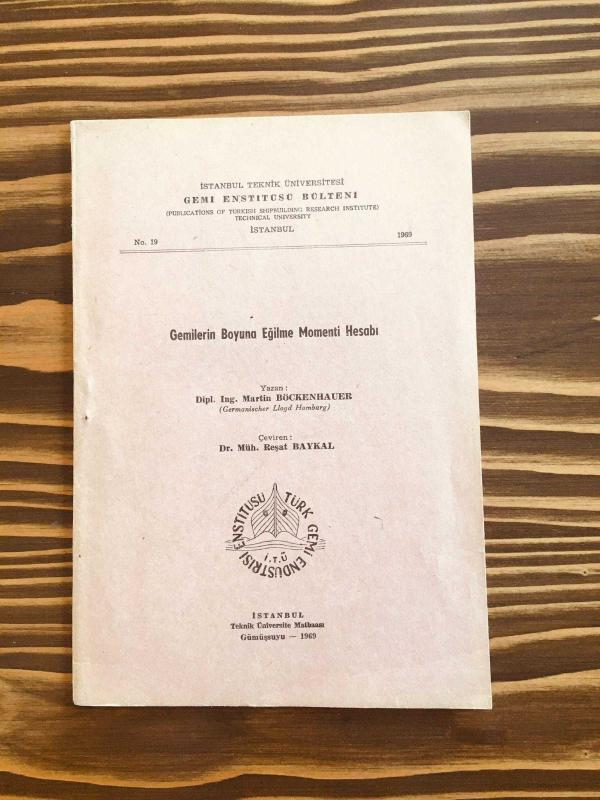 İSTANBUL TEKNİK ÜNİVERSİTESİ
GEMİ ENSTİTÜSÜ BÜLTENİ
(PUBLICATIONS OF TURKISH SHIPBUILDING RESEARCH INSTITUTE)
TECHNICAL UNIVERSITY
İSTANBUL
No. 19
1969
Gemilerin Boyuna Eğilme Momenti Hesabı
Yazan :
Dipl. Ing. Martin BÖCKENHAUER
(Germanischer Lloyd Hamburg)
Çeviren :
Dr. Müh. Reşat BAYKAL
TÜRK GEMİ ENDÜSTRİSİ ENSTİTÜSÜ
İ.T.Ü
İSTANBUL
Teknik Üniversite Matbaası
Gümüşsuyu — 1969